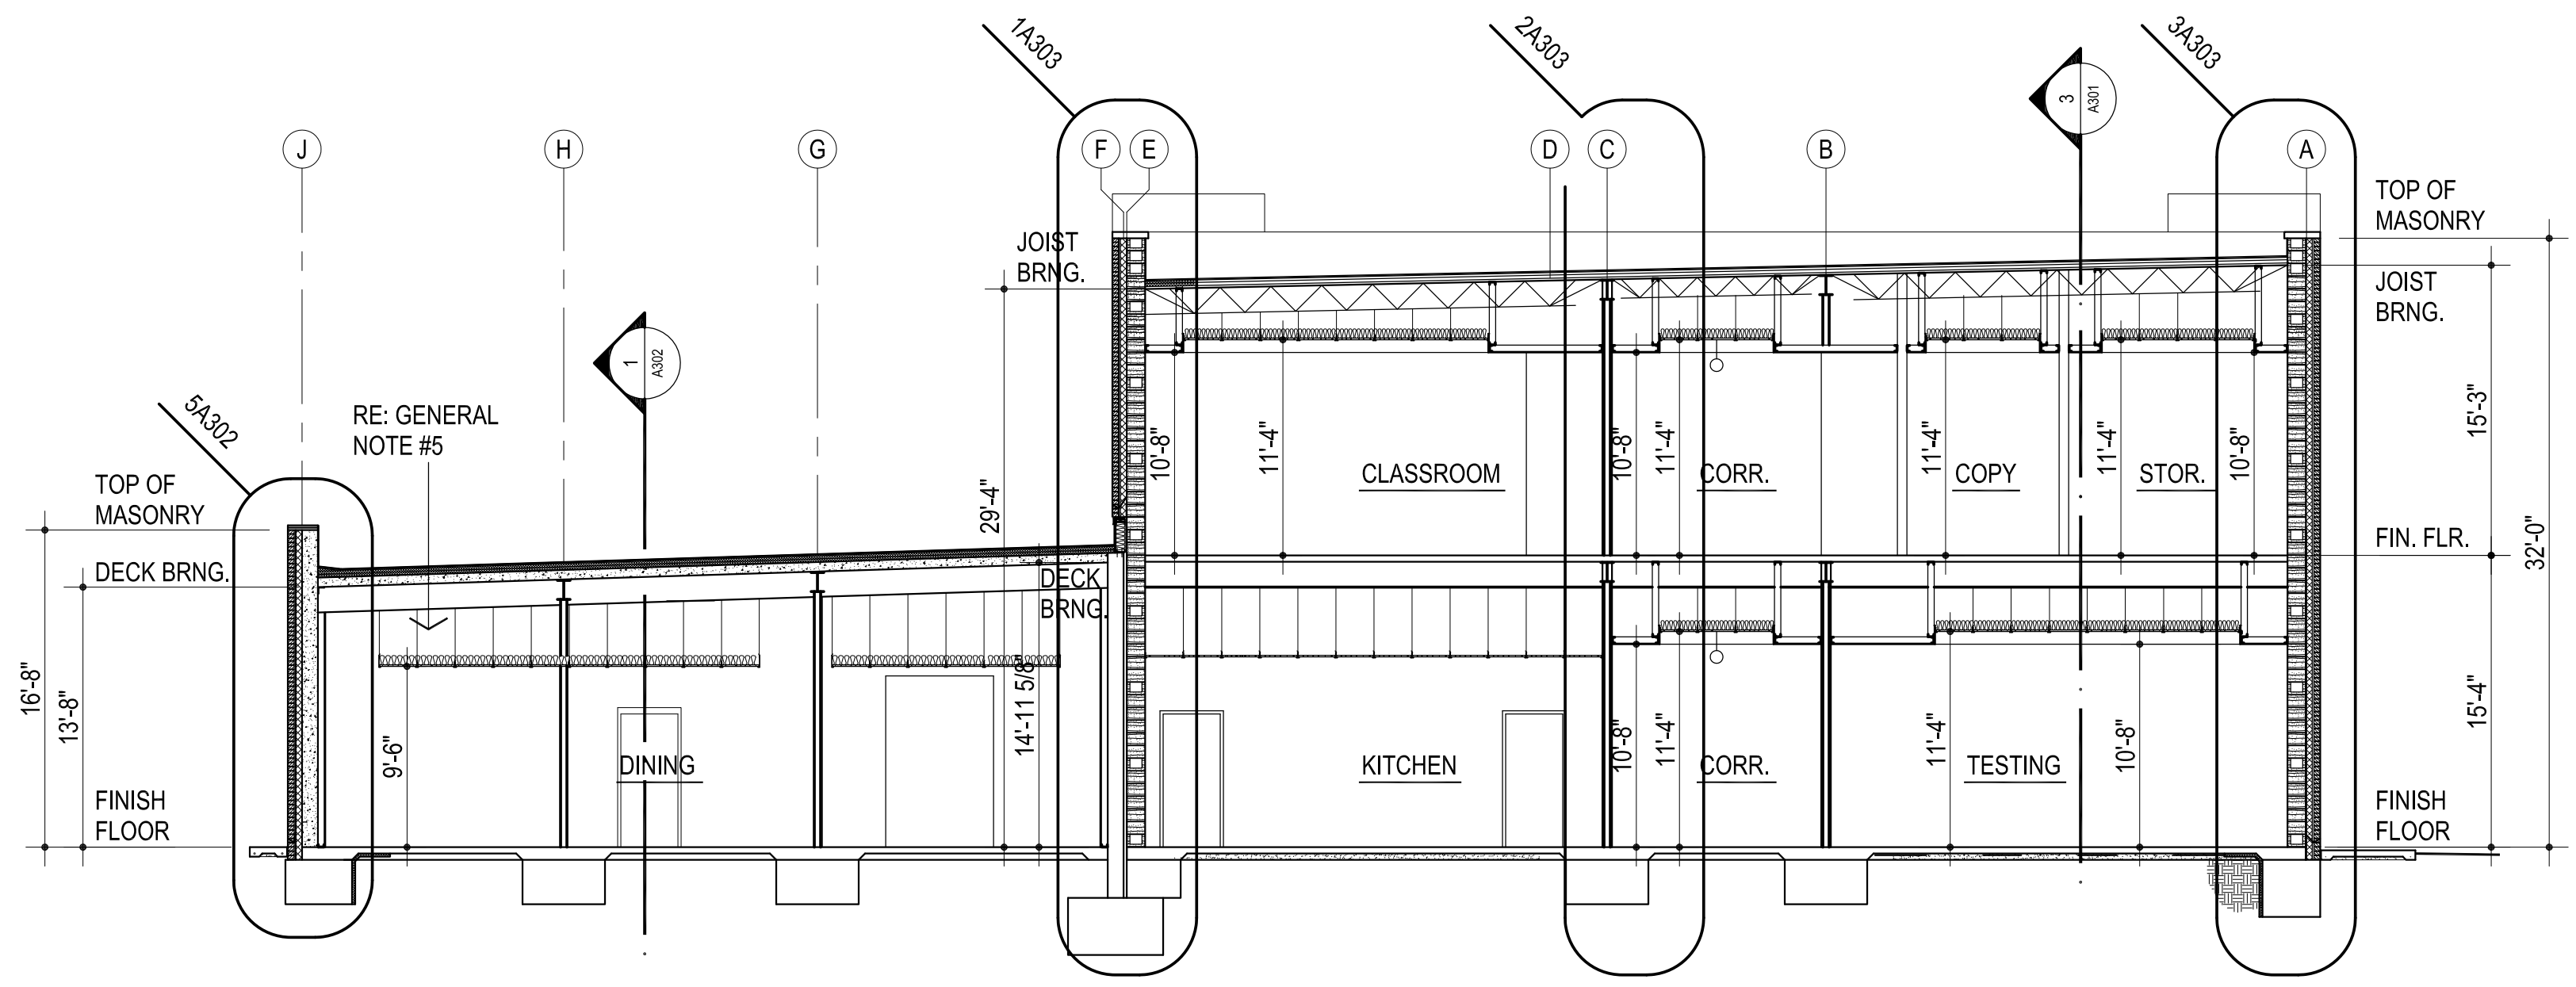 1A303
2A303
3A303
3
A301
J
H
G
F
E
D
C
B
A
TOP OF
MASONRY
JOIST
BRNG.
JOIST
BRNG.
1
A302
5A302
RE: GENERAL
NOTE #5
10'-8"
11'-4"
CLASSROOM
10'-8"
11'-4"
CORR.
11'-4"
COPY
11'-4"
STOR.
10'-8"
15'-3"
29'-4"
TOP OF
MASONRY
FIN. FLR.
32'-0"
DECK BRNG.
DECK
BRNG.
16'-8"
13'-8"
9'-6"
DINING
14'-11 5/8"
KITCHEN
10'-8"
11'-4"
CORR.
11'-4"
TESTING
10'-8"
15'-4"
FINISH
FLOOR
FINISH
FLOOR